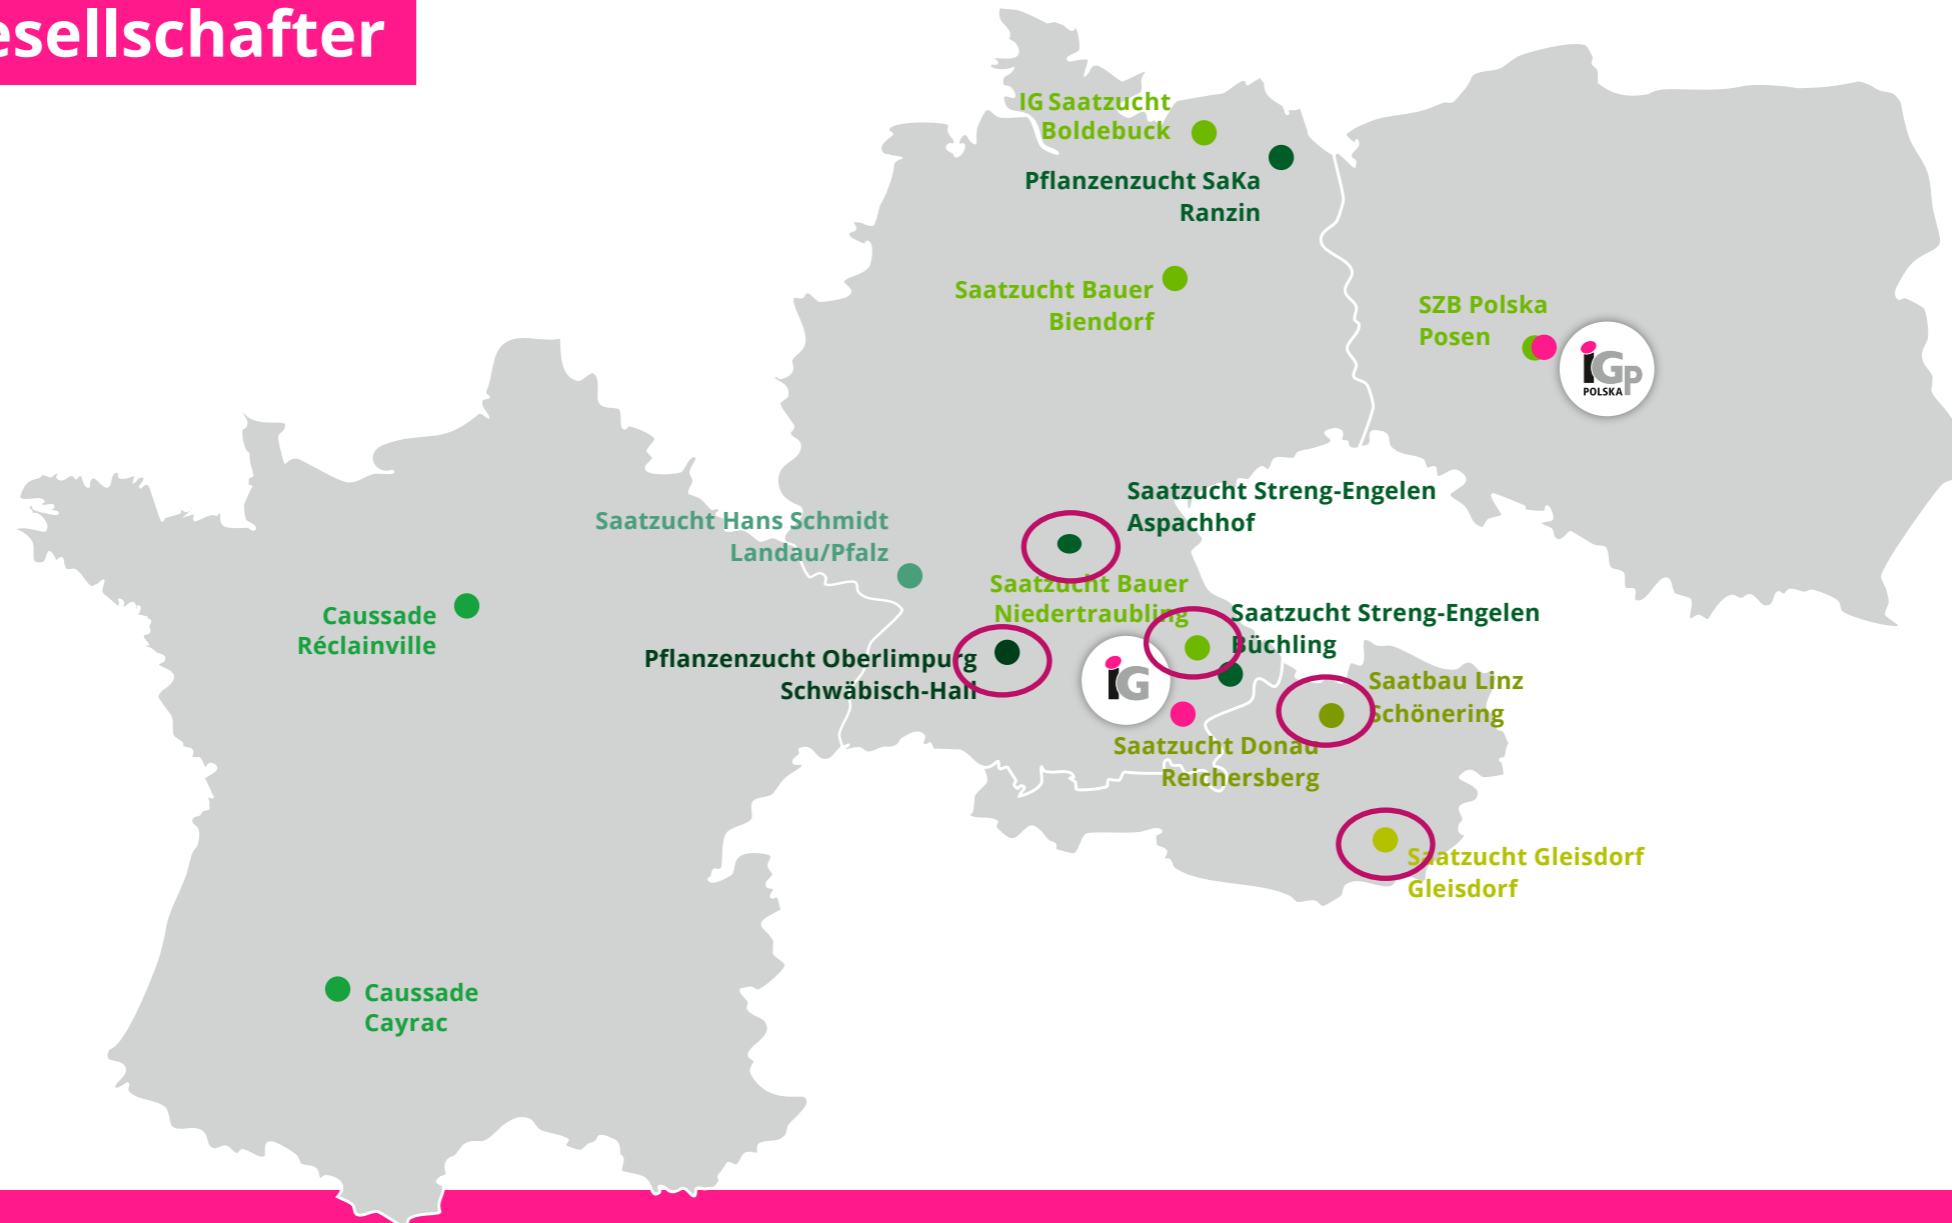 esellschafter
IG Saatzucht
Boldebuck
Pflanzenzucht SaKa
Ranzin
Saatzucht Bauer
Biendorf
SZB Polska
Posen
iGp
POLSKA
Saatzucht Streng-Engelen
Aspachhof
Saatzucht Hans Schmidt
Landau/Pfalz
Saatzucht Bauer
Niedertraubling
Saatzucht Streng-Engelen
Büchling
Caussade
Réclainville
Pflanzenzucht Oberlimpurg
Schwäbisch-Hall
iG
Saatbau Linz
Schönering
Saatzucht Donau
Reichersberg
Saatzucht Gleisdorf
Gleisdorf
Caussade
Cayrac